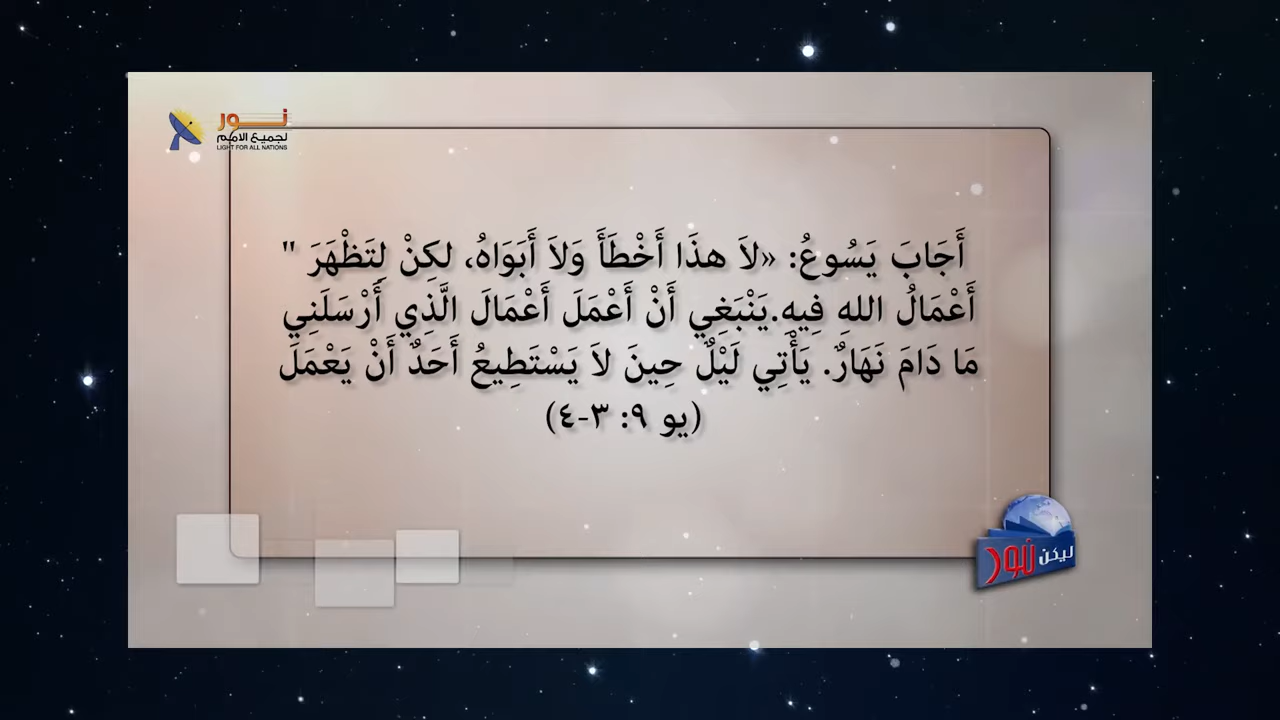 نور
لجميع الامم
LIGHT FOR ALL NATIONS
أَجَابَ يَسُوعُ: «لاَ هذَا أَخْطَأَ وَلاَ أَبَوَاهُ، لكِنْ لِتَظْهَرَ "
أَعْمَالُ اللهِ فِيهِ.يَنْبَغِي أَنْ أَعْمَلَ أَعْمَالَ الَّذِي أَرْسَلَنِي
مَا دَامَ نَهَارٌ. يَأْتِي لَيْلٌ حِينَ لاَ يَسْتَطِيعُ أَحَدٌ أَنْ يَعْمَلَ
(يو ٩: ٣-٤)
ليكن نور